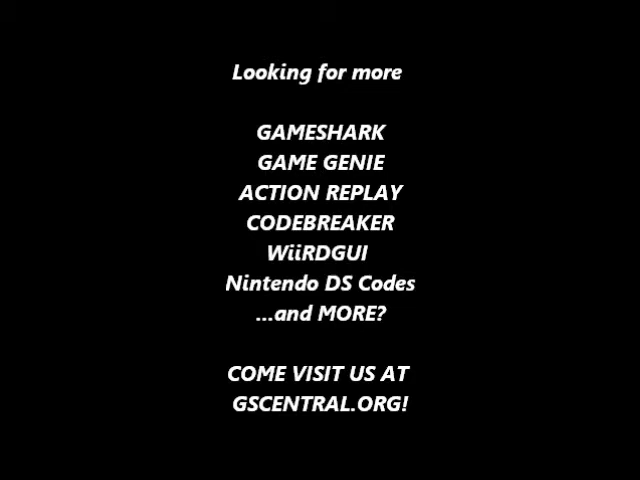 Looking for more
GAMESHARK
GAME GENIE
ACTION REPLAY
CODEBREAKER
WiiRDGUI
Nintendo DS Codes
...and MORE?
COME VISIT US AT
GSCENTRAL.ORG!